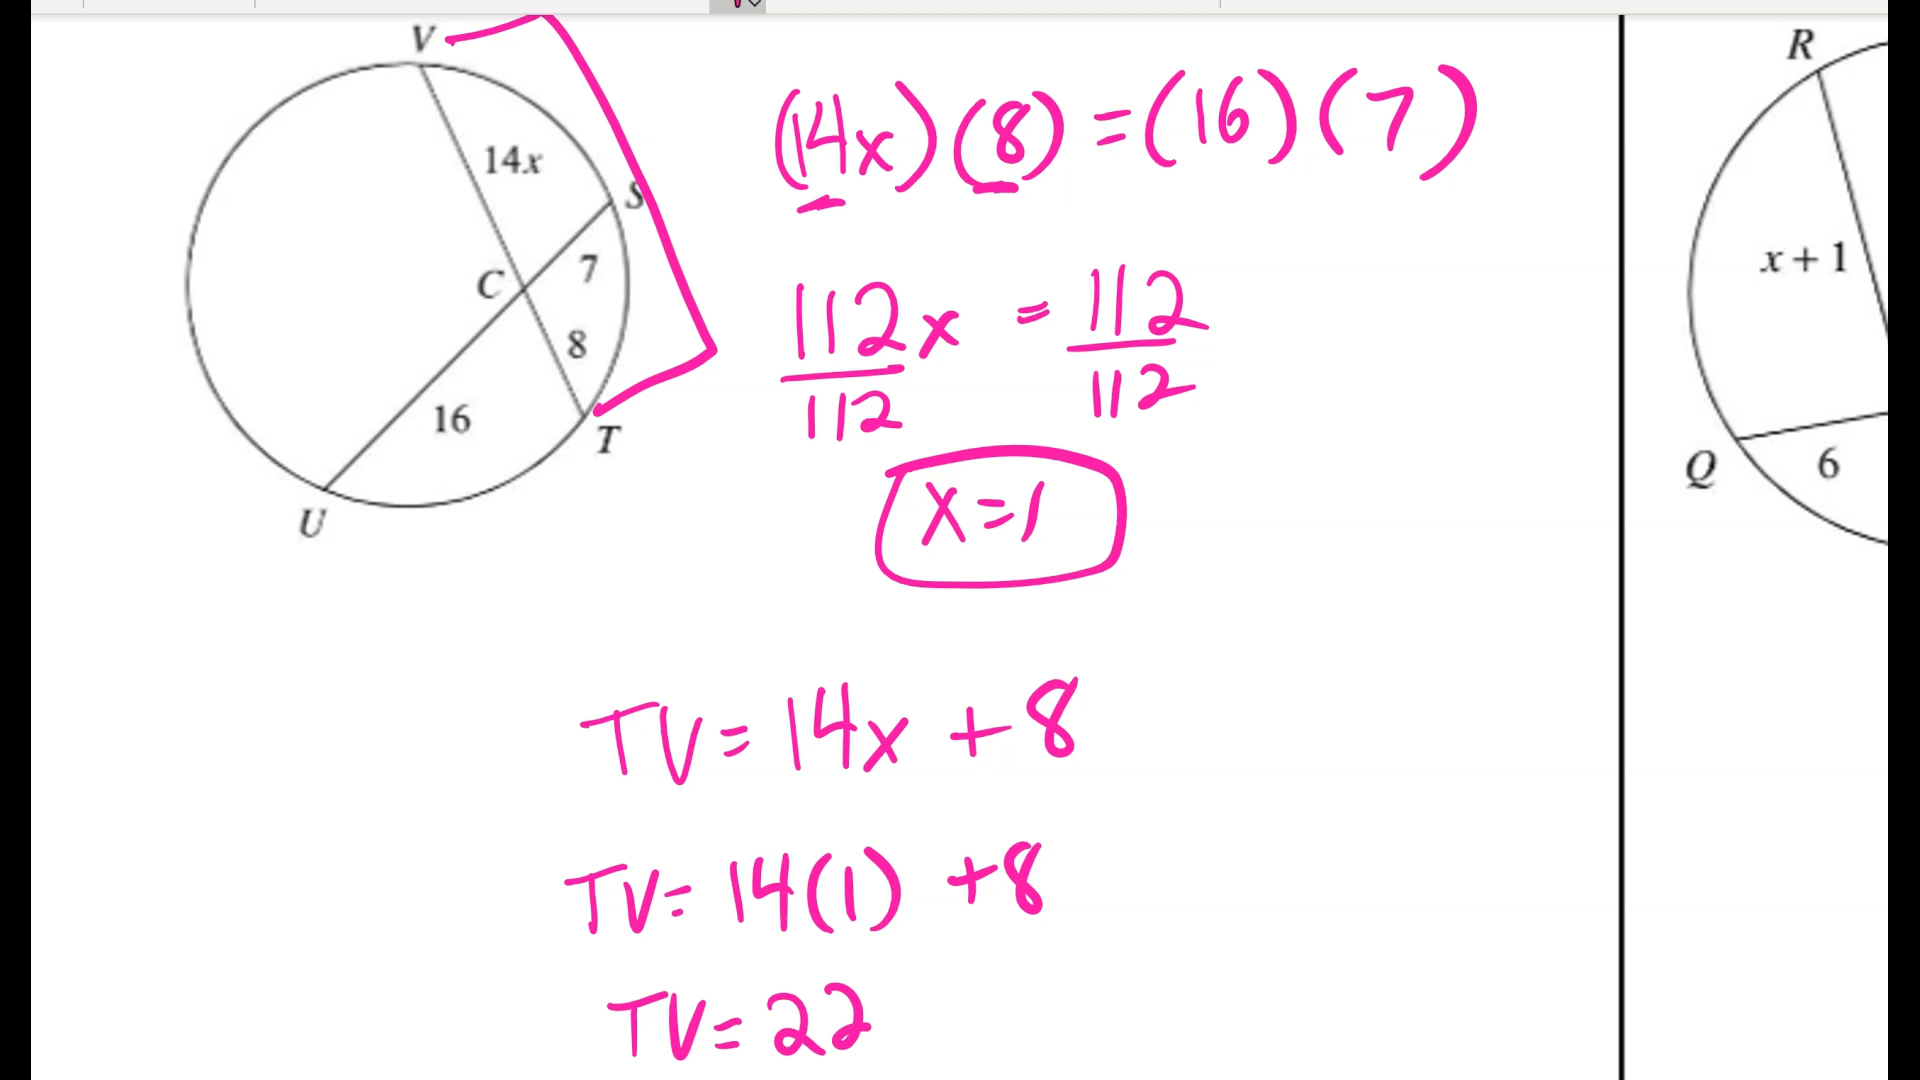 V
R
(14x)(8) = (16)(7)
14x
S
x + 1
C
7
112x = 112
112 112
8
16
T
Q
6
x = 1
U
TV = 14x + 8
TV = 14(1) + 8
TV = 22